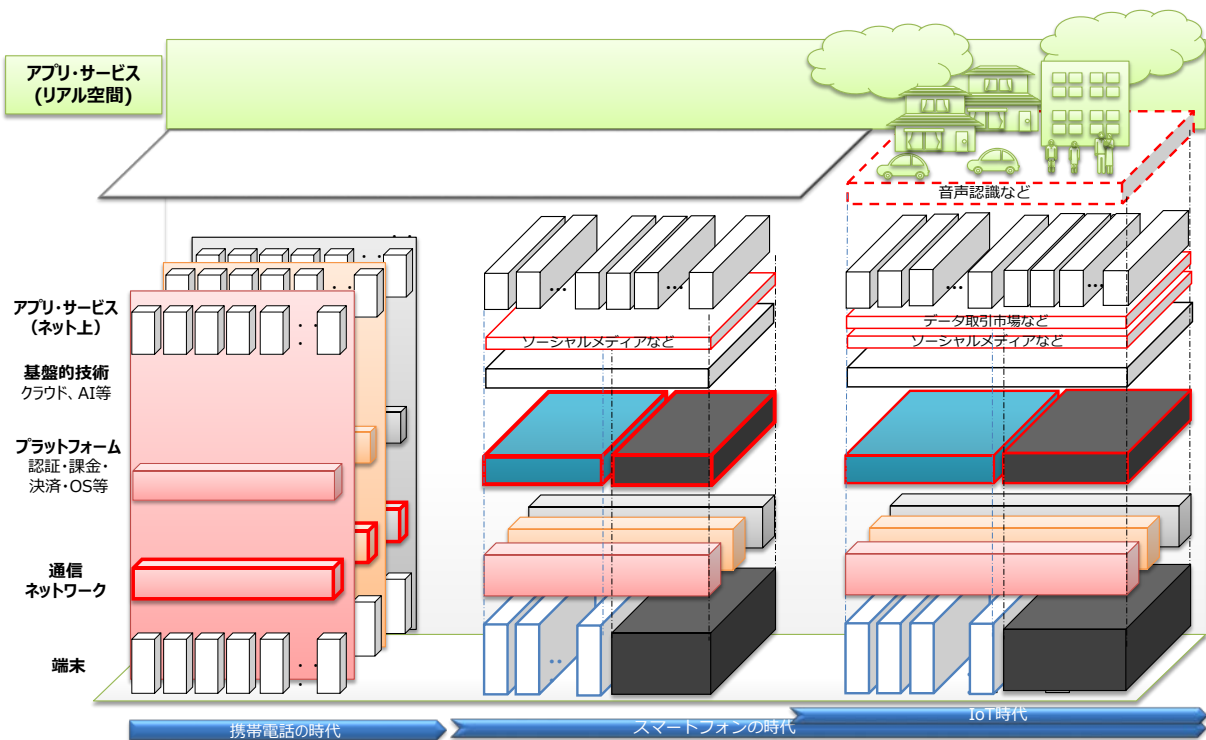 アプリ・サービス
(リアル空間)
音声認識など
アプリ・サービス
(ネット上)
データ取引市場など
ソーシャルメディアなど
ソーシャルメディアなど
基盤的技術
クラウド、AI等
プラットフォーム
認証・課金・
決済・OS等
通信
ネットワーク
端末
携帯電話の時代
スマートフォンの時代
IoT時代